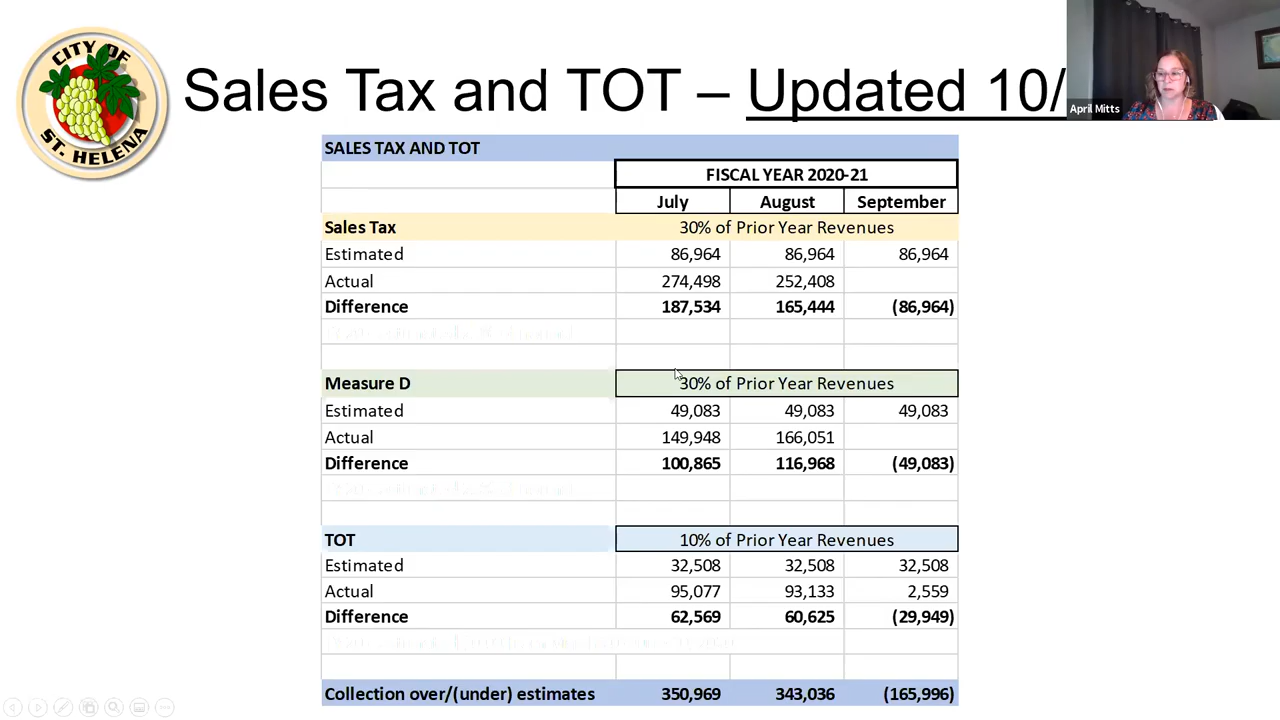 CITY OF
ST. HELENA
Sales Tax and TOT – Updated 10/
April Mitts
SALES TAX AND TOT
FISCAL YEAR 2020-21
July August September
Sales Tax 30% of Prior Year Revenues
Estimated 86,964 86,964 86,964
Actual 274,498 252,408
Difference 187,534 165,444 (86,964)
Measure D 30% of Prior Year Revenues
Estimated 49,083 49,083 49,083
Actual 149,948 166,051
Difference 100,865 116,968 (49,083)
TOT 10% of Prior Year Revenues
Estimated 32,508 32,508 32,508
Actual 95,077 93,133 2,559
Difference 62,569 60,625 (29,949)
Collection over/(under) estimates 350,969 343,036 (165,996)